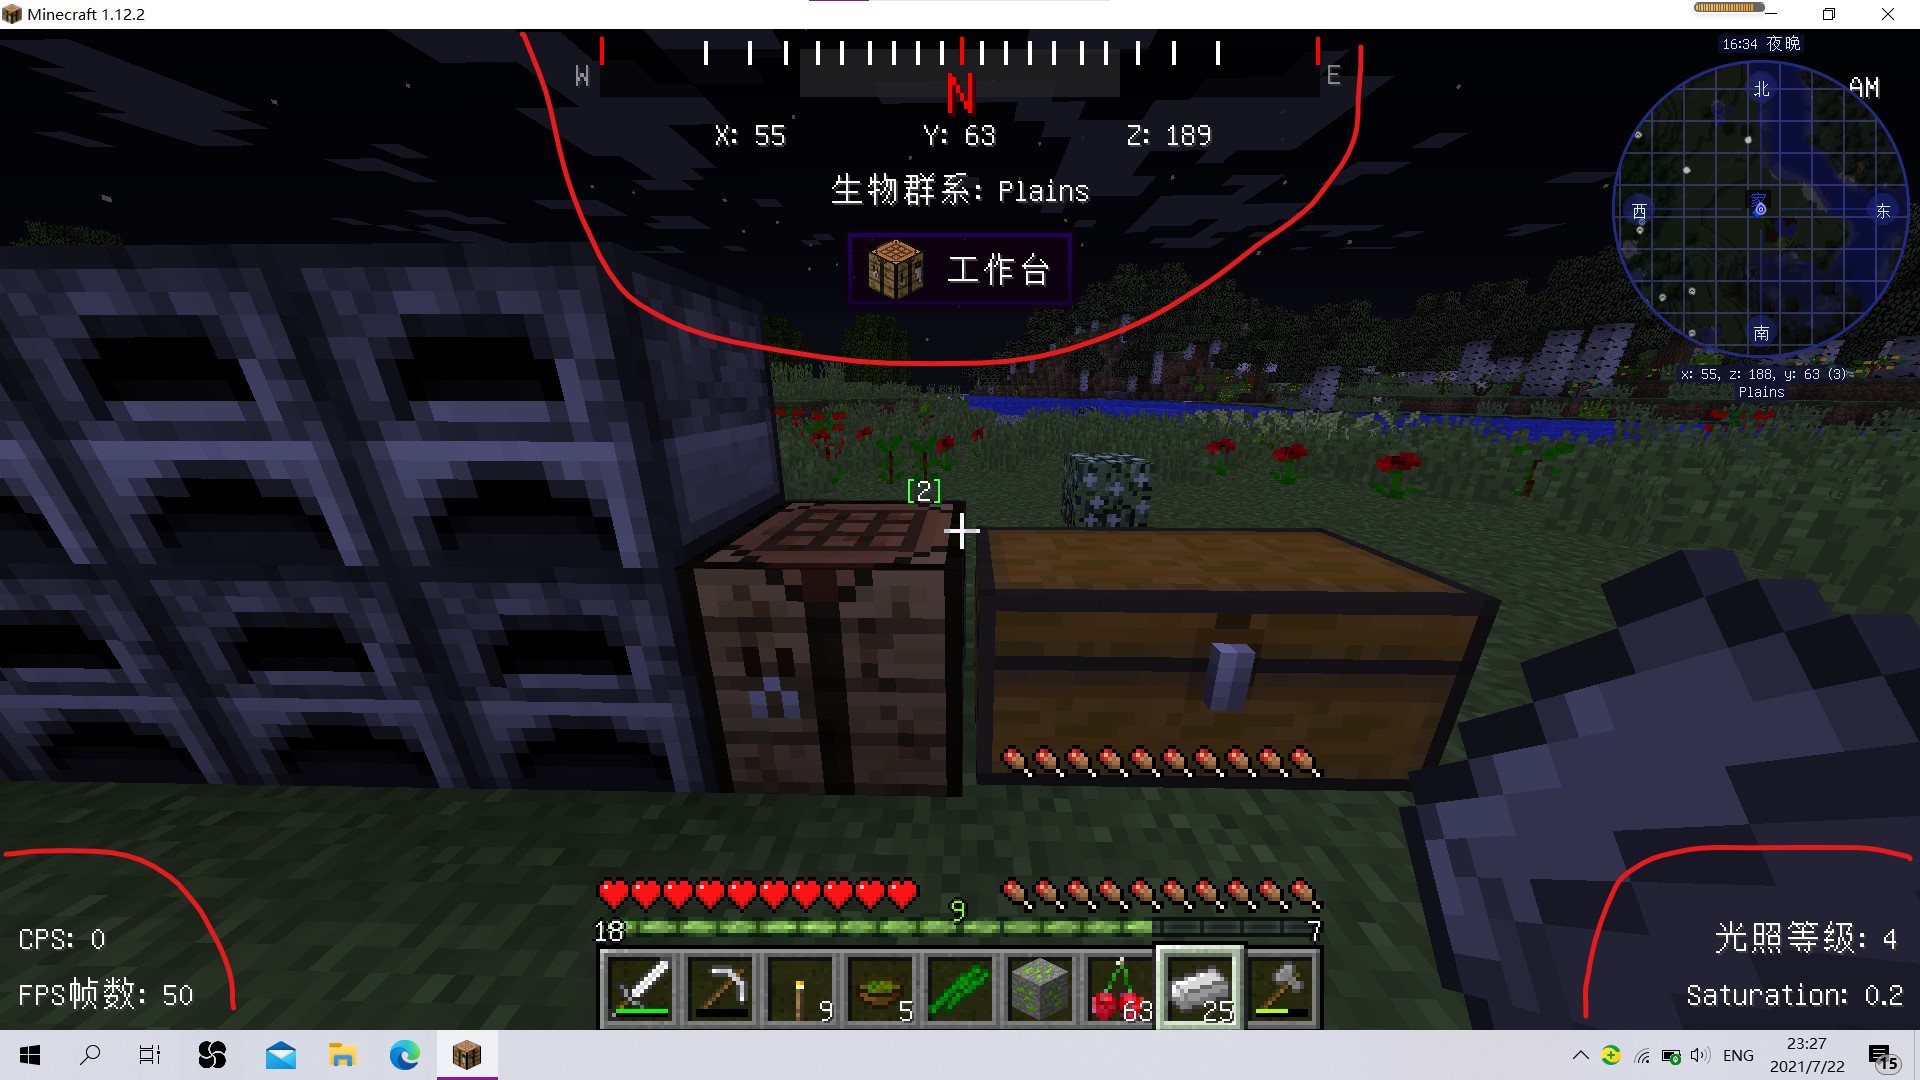 Minecraft 1.12.2
16:34 夜晚
W
E
N
北
AM
X: 55 Y: 63 Z: 189
生物群系: Plains
家
西
东
工作台
南
x: 55, z: 188, y: 63 (3)
Plains
[2]
9
18
7
CPS: 0
光照等级: 4
FPS帧数: 50
Saturation: 0.2
9
5
63
25
ENG
23:27
2021/7/22
15